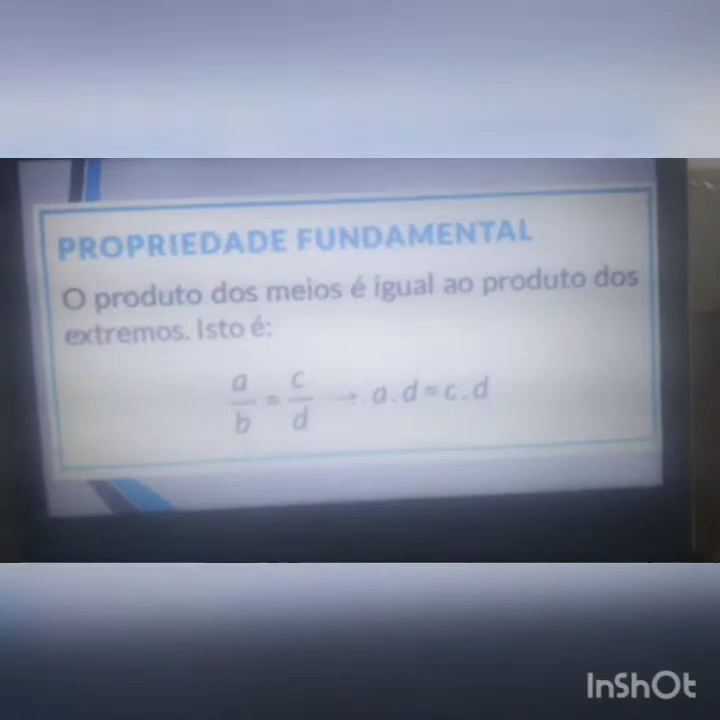 PROPRIEDADE FUNDAMENTAL
O produto dos meios é igual ao produto dos
extremos. Isto é:
a/b = c/d → a.d=c.d
InShOt